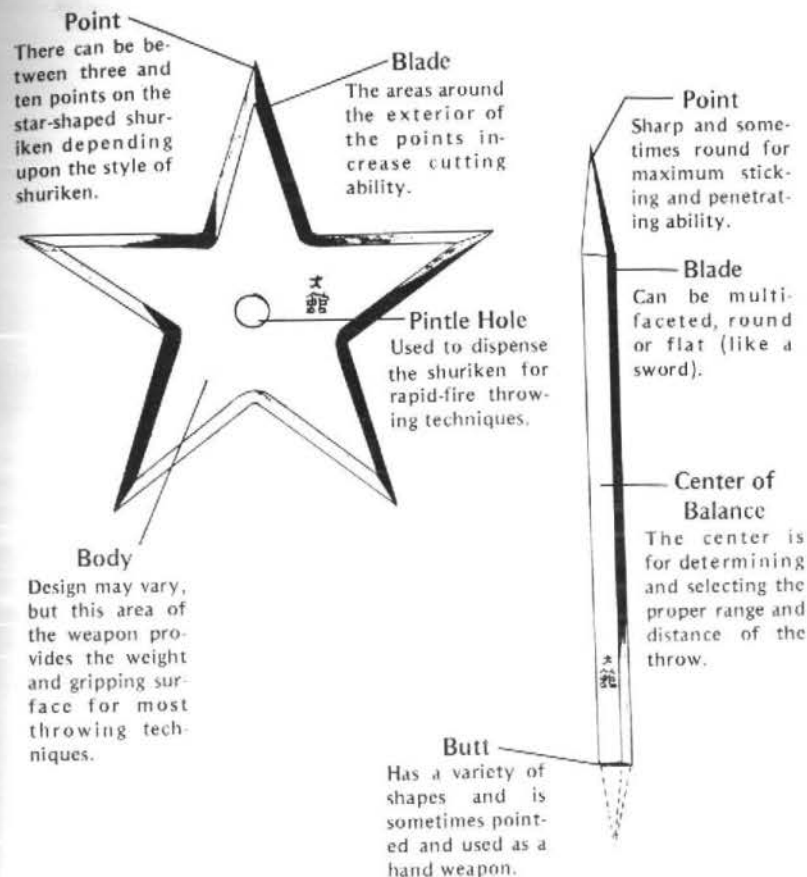 Point
There can be be-
tween three and
ten points on the
star-shaped shur-
iken depending
upon the style of
shuriken.
Blade
The areas around
the exterior of
the points in-
crease cutting
ability.
Pintle Hole
Used to dispense
the shuriken for
rapid-fire throw-
ing techniques.
Body
Design may vary,
but this area of
the weapon pro-
vides the weight
and gripping sur-
face for most
throwing tech-
niques.
Point
Sharp and some-
times round for
maximum stick-
ing and penetrat-
ing ability.
Blade
Can be multi-
faceted, round
or flat (like a
sword).
Center of
Balance
The center is
for determining
and selecting the
proper range and
distance of the
throw.
Butt
Has a variety of
shapes and is
sometimes point-
ed and used as a
hand weapon.